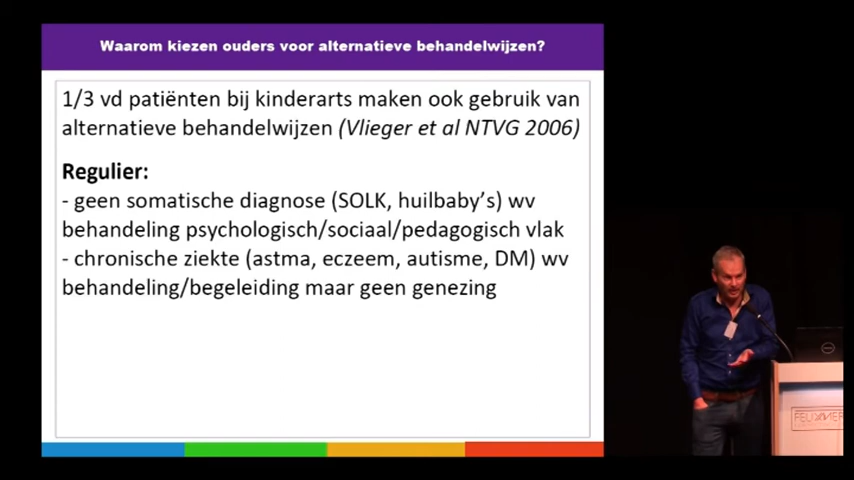 Waarom kiezen ouders voor alternatieve behandelwijzen?
1/3 vd patiënten bij kinderarts maken ook gebruik van
alternatieve behandelwijzen (Vlieger et al NTVG 2006)
Regulier:
- geen somatische diagnose (SOLK, huilbaby's) wv
behandeling psychologisch/sociaal/pedagogisch vlak
- chronische ziekte (astma, eczeem, autisme, DM) wv
behandeling/begeleiding maar geen genezing